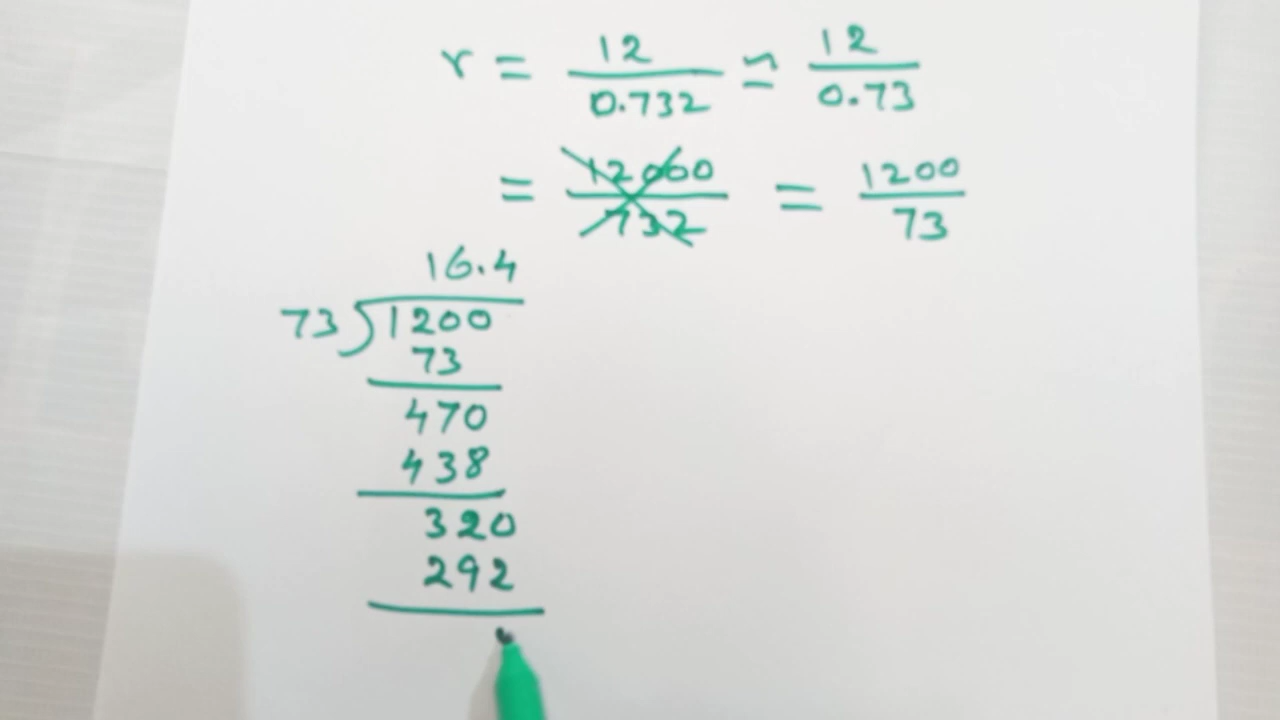 r = 12/0.732 ≃ 12/0.73
= 12000/732 = 1200/73
16.4
73 ) 1200
73
470
438
320
292